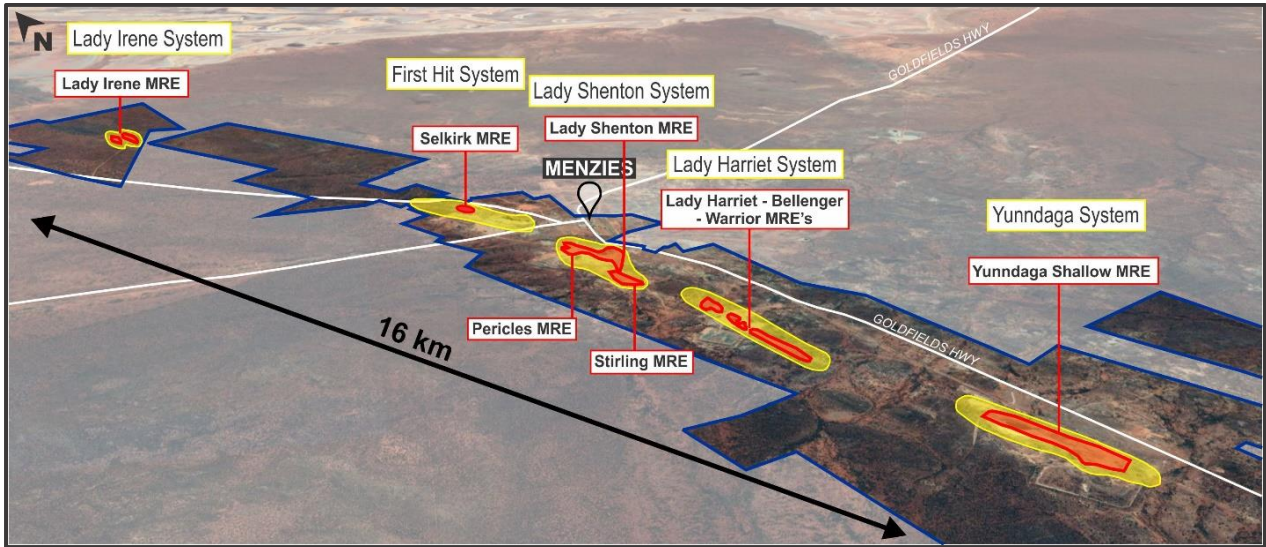 N
Lady Irene System
Lady Irene MRE
First Hit System
Selkirk MRE
Lady Shenton System
Lady Shenton MRE
MENZIES
GOLDFIELDS HWY
Lady Harriet System
Lady Harriet - Bellenger
- Warrior MRE's
Yunndaga System
Yunndaga Shallow MRE
Pericles MRE
Stirling MRE
GOLDFIELDS HWY
16 km